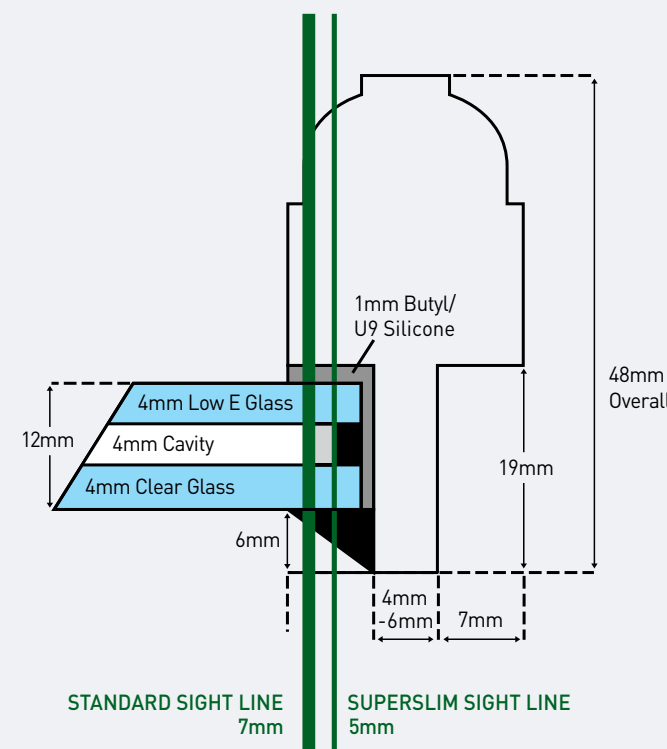 1mm Butyl/
U9 Silicone
48mm
Overall
4mm Low E Glass
12mm
4mm Cavity
4mm Clear Glass
19mm
6mm
4mm
-6mm
7mm
STANDARD SIGHT LINE
7mm
SUPERSLIM SIGHT LINE
5mm